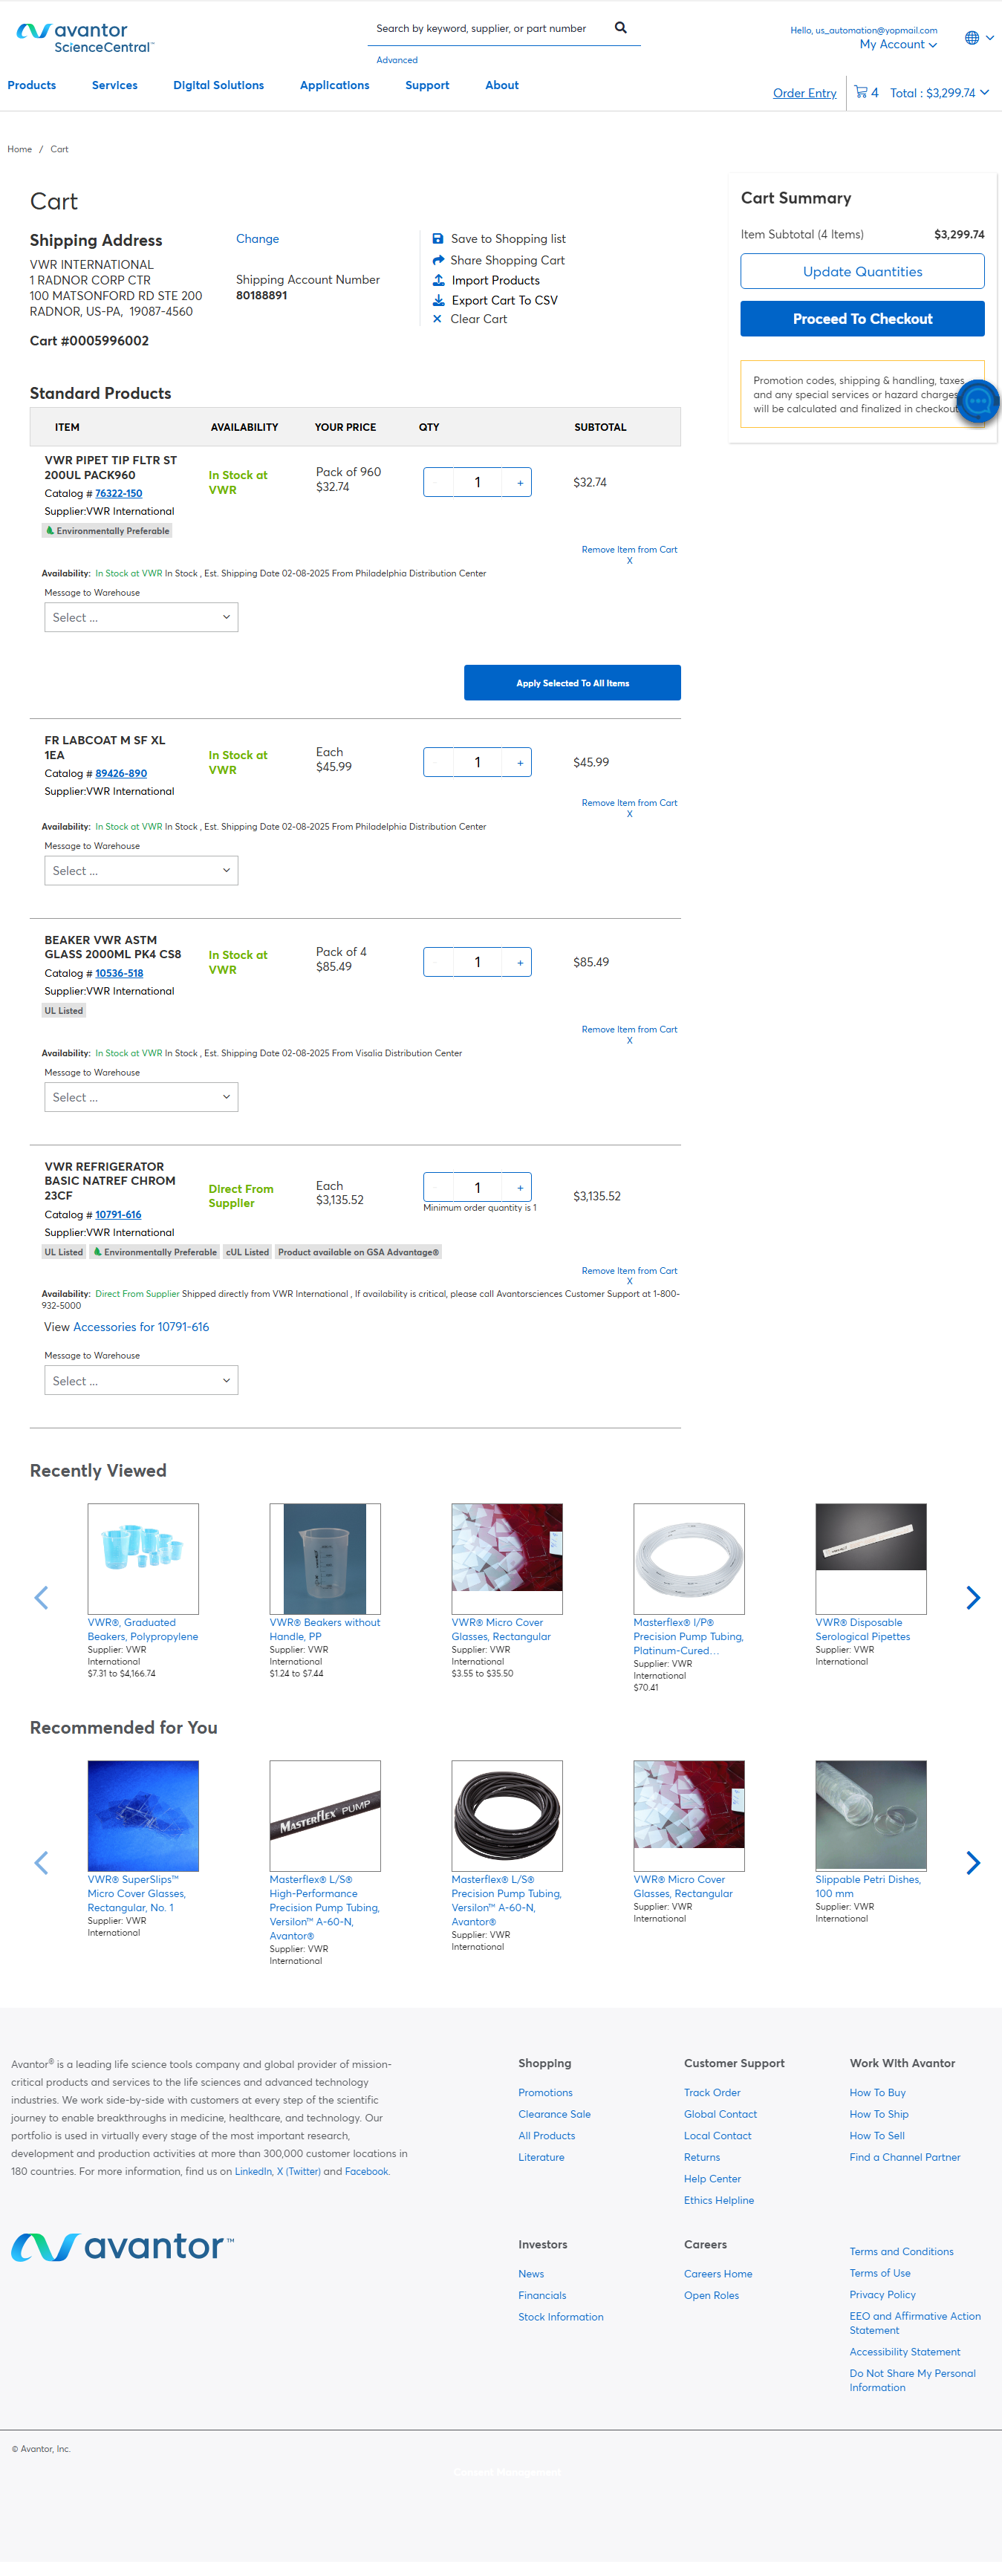 avantor
ScienceCentral™
Search by keyword, supplier, or part number
Advanced
Hello, us_automation@yopmail.com
My Account
Products Services Digital Solutions Applications Support About
Order Entry
4 Total : $3,299.74
Home / Cart
Cart
Shipping Address
Change
VWR INTERNATIONAL
1 RADNOR CORP CTR
100 MATSONFORD RD STE 200
RADNOR, US-PA, 19087-4560
Shipping Account Number
80188891
Cart #0005996002
Save to Shopping list
Share Shopping Cart
Import Products
Export Cart To CSV
Clear Cart
Cart Summary
Item Subtotal (4 Items) $3,299.74
Update Quantities
Proceed To Checkout
Promotion codes, shipping & handling, taxes
and any special services or hazard charges
will be calculated and finalized in checkout
Standard Products
ITEM AVAILABILITY YOUR PRICE QTY SUBTOTAL
VWR PIPET TIP FLTR ST
200UL PACK960
Catalog # 76322-150
Supplier:VWR International
Environmentally Preferable
In Stock at
VWR
Pack of 960
$32.74
- 1 +
$32.74
Remove Item from Cart
X
Availability: In Stock at VWR In Stock , Est. Shipping Date 02-08-2025 From Philadelphia Distribution Center
Message to Warehouse
Select ...
Apply Selected To All Items
FR LABCOAT M SF XL
1EA
Catalog # 89426-890
Supplier:VWR International
In Stock at
VWR
Each
$45.99
- 1 +
$45.99
Remove Item from Cart
X
Availability: In Stock at VWR In Stock , Est. Shipping Date 02-08-2025 From Philadelphia Distribution Center
Message to Warehouse
Select ...
BEAKER VWR ASTM
GLASS 2000ML PK4 CS8
Catalog # 10536-518
Supplier:VWR International
UL Listed
In Stock at
VWR
Pack of 4
$85.49
- 1 +
$85.49
Remove Item from Cart
X
Availability: In Stock at VWR In Stock , Est. Shipping Date 02-08-2025 From Visalia Distribution Center
Message to Warehouse
Select ...
VWR REFRIGERATOR
BASIC NATREF CHROM
23CF
Catalog # 10791-616
Supplier:VWR International
UL Listed Environmentally Preferable cUL Listed Product available on GSA Advantage®
Direct From
Supplier
Each
$3,135.52
- 1 +
Minimum order quantity is 1
$3,135.52
Remove Item from Cart
X
Availability: Direct From Supplier Shipped directly from VWR International , If availability is critical, please call Avantorsciences Customer Support at 1-800-
932-5000
View Accessories for 10791-616
Message to Warehouse
Select ...
Recently Viewed
VWR®, Graduated
Beakers, Polypropylene
Supplier: VWR
International
$7.31 to $4,166.74
VWR® Beakers without
Handle, PP
Supplier: VWR
International
$1.24 to $7.44
VWR® Micro Cover
Glasses, Rectangular
Supplier: VWR
International
$3.55 to $35.50
Masterflex® I/P®
Precision Pump Tubing,
Platinum-Cured...
Supplier: VWR
International
$70.41
VWR® Disposable
Serological Pipettes
Supplier: VWR
International
Recommended for You
VWR® SuperSlips™
Micro Cover Glasses,
Rectangular, No. 1
Supplier: VWR
International
MASTERFLEX PUMP
Masterflex® L/S®
High-Performance
Precision Pump Tubing,
Versilon™ A-60-N,
Avantor®
Supplier: VWR
International
Masterflex® L/S®
Precision Pump Tubing,
Versilon™ A-60-N,
Avantor®
Supplier: VWR
International
VWR® Micro Cover
Glasses, Rectangular
Supplier: VWR
International
Slippable Petri Dishes,
100 mm
Supplier: VWR
International
Avantor® is a leading life science tools company and global provider of mission-
critical products and services to the life sciences and advanced technology
industries. We work side-by-side with customers at every step of the scientific
journey to enable breakthroughs in medicine, healthcare, and technology. Our
portfolio is used in virtually every stage of the most important research,
development and production activities at more than 300,000 customer locations in
180 countries. For more information, find us on LinkedIn, X (Twitter) and Facebook.
avantor™
Shopping
Promotions
Clearance Sale
All Products
Literature
Customer Support
Track Order
Global Contact
Local Contact
Returns
Help Center
Ethics Helpline
Work With Avantor
How To Buy
How To Ship
How To Sell
Find a Channel Partner
Investors
News
Financials
Stock Information
Careers
Careers Home
Open Roles
Terms and Conditions
Terms of Use
Privacy Policy
EEO and Affirmative Action
Statement
Accessibility Statement
Do Not Share My Personal
Information
© Avantor, Inc.